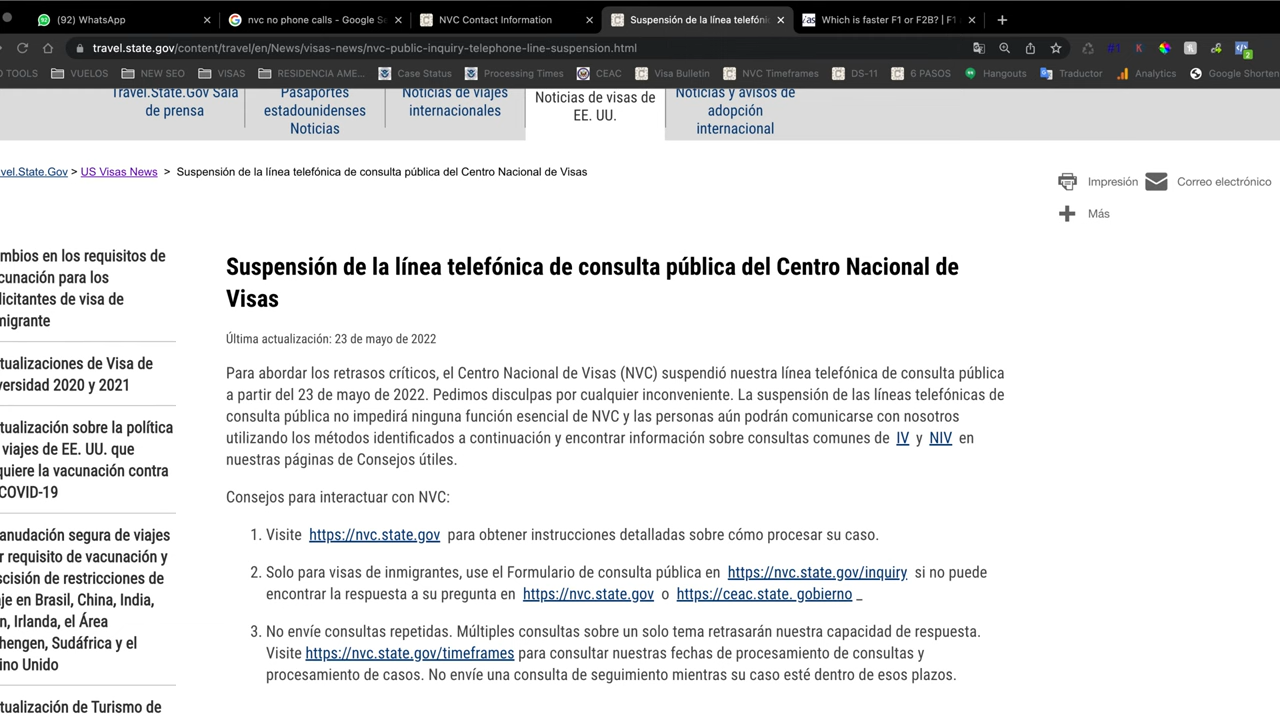 (92) WhatsApp
nvc no phone calls - Google Se
NVC Contact Information
Suspensión de la línea telefóni
Which is faster F1 or F2B? | F1
travel.state.gov/content/travel/en/News/visas-news/nvc-public-inquiry-telephone-line-suspension.html
TOOLS VUELOS NEW SEO VISAS RESIDENCIA AME... Case Status Processing Times CEAC Visa Bulletin NVC Timeframes DS-11 6 PASOS Hangouts Traductor Analytics Google Shorten
Travel.State.Gov Sala
de prensa
Pasaportes
estadounidenses
Noticias
Noticias de viajes
internacionales
Noticias de visas de
EE. UU.
Noticias y avisos de
adopción
internacional
vel.State.Gov > US Visas News > Suspensión de la línea telefónica de consulta pública del Centro Nacional de Visas
Impresión Correo electrónico
Más
mbios en los requisitos de
cunación para los
licitantes de visa de
migrante
tualizaciones de Visa de
versidad 2020 y 2021
tualización sobre la política
viajes de EE. UU. que
quiere la vacunación contra
COVID-19
anudación segura de viajes
r requisito de vacunación y
scisión de restricciones de
je en Brasil, China, India,
n, Irlanda, el Área
hengen, Sudáfrica y el
ino Unido
tualización de Turismo de
Suspensión de la línea telefónica de consulta pública del Centro Nacional de
Visas
Última actualización: 23 de mayo de 2022
Para abordar los retrasos críticos, el Centro Nacional de Visas (NVC) suspendió nuestra línea telefónica de consulta pública
a partir del 23 de mayo de 2022. Pedimos disculpas por cualquier inconveniente. La suspensión de las líneas telefónicas de
consulta pública no impedirá ninguna función esencial de NVC y las personas aún podrán comunicarse con nosotros
utilizando los métodos identificados a continuación y encontrar información sobre consultas comunes de IV y NIV en
nuestras páginas de Consejos útiles.
Consejos para interactuar con NVC:
1. Visite https://nvc.state.gov para obtener instrucciones detalladas sobre cómo procesar su caso.
2. Solo para visas de inmigrantes, use el Formulario de consulta pública en https://nvc.state.gov/inquiry si no puede
encontrar la respuesta a su pregunta en https://nvc.state.gov o https://ceac.state. gobierno _
3. No envíe consultas repetidas. Múltiples consultas sobre un solo tema retrasarán nuestra capacidad de respuesta.
Visite https://nvc.state.gov/timeframes para consultar nuestras fechas de procesamiento de consultas y
procesamiento de casos. No envíe una consulta de seguimiento mientras su caso esté dentro de esos plazos.